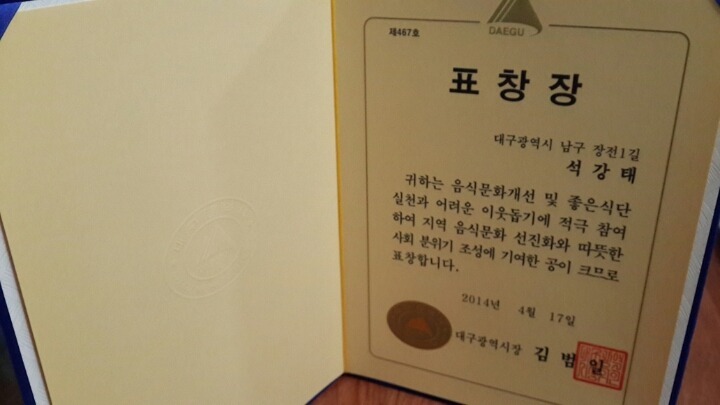 DAEGU
제467호
표창장
대구광역시 남구 장전1길
석강태
귀하는 음식문화개선 및 좋은식단
실천과 어려운 이웃돕기에 적극 참여
하여 지역 음식문화 선진화와 따뜻한
사회 분위기 조성에 기여한 공이 크므로
표창합니다.
2014년 4월 17일
대구광역시장 김범일